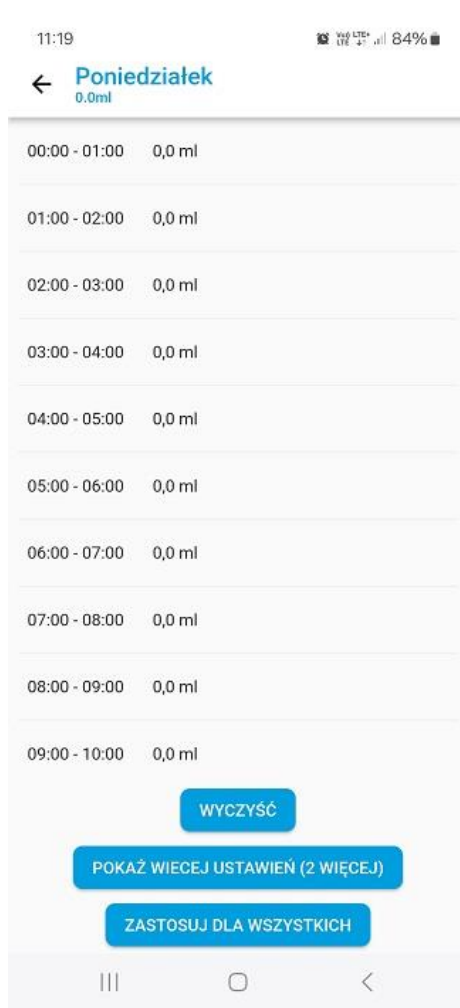 11:19 84%
Poniedziałek
0.0ml
00:00 - 01:00 0,0 ml
01:00 - 02:00 0,0 ml
02:00 - 03:00 0,0 ml
03:00 - 04:00 0,0 ml
04:00 - 05:00 0,0 ml
05:00 - 06:00 0,0 ml
06:00 - 07:00 0,0 ml
07:00 - 08:00 0,0 ml
08:00 - 09:00 0,0 ml
09:00 - 10:00 0,0 ml
WYCZYŚĆ
POKAŻ WIECEJ USTAWIEŃ (2 WIĘCEJ)
ZASTOSUJ DLA WSZYSTKICH